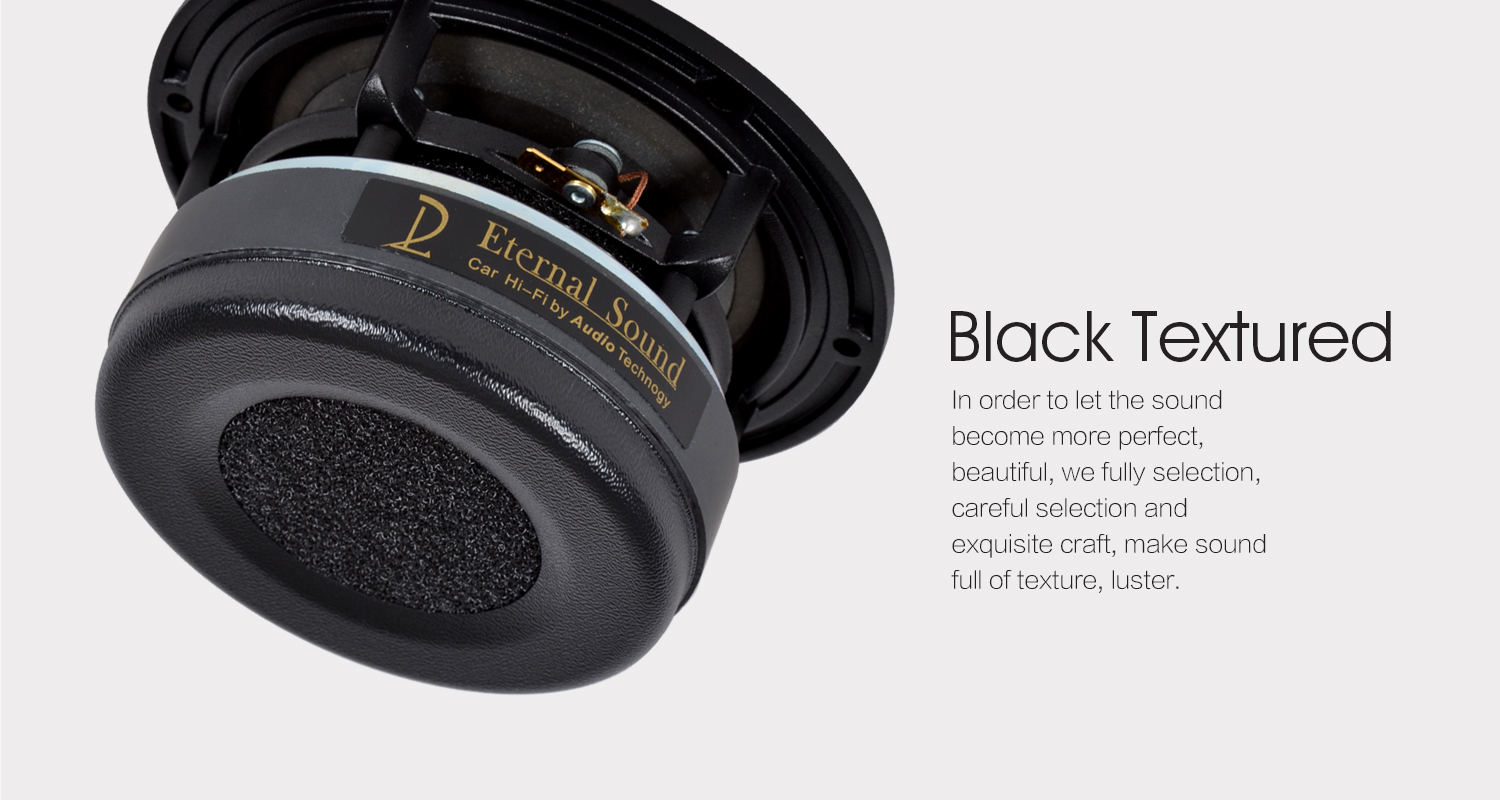 Eternal Sound
Car Hi-Fi by Audio Technogy
Black Textured
In order to let the sound
become more perfect,
beautiful, we fully selection,
careful selection and
exquisite craft, make sound
full of texture, luster.